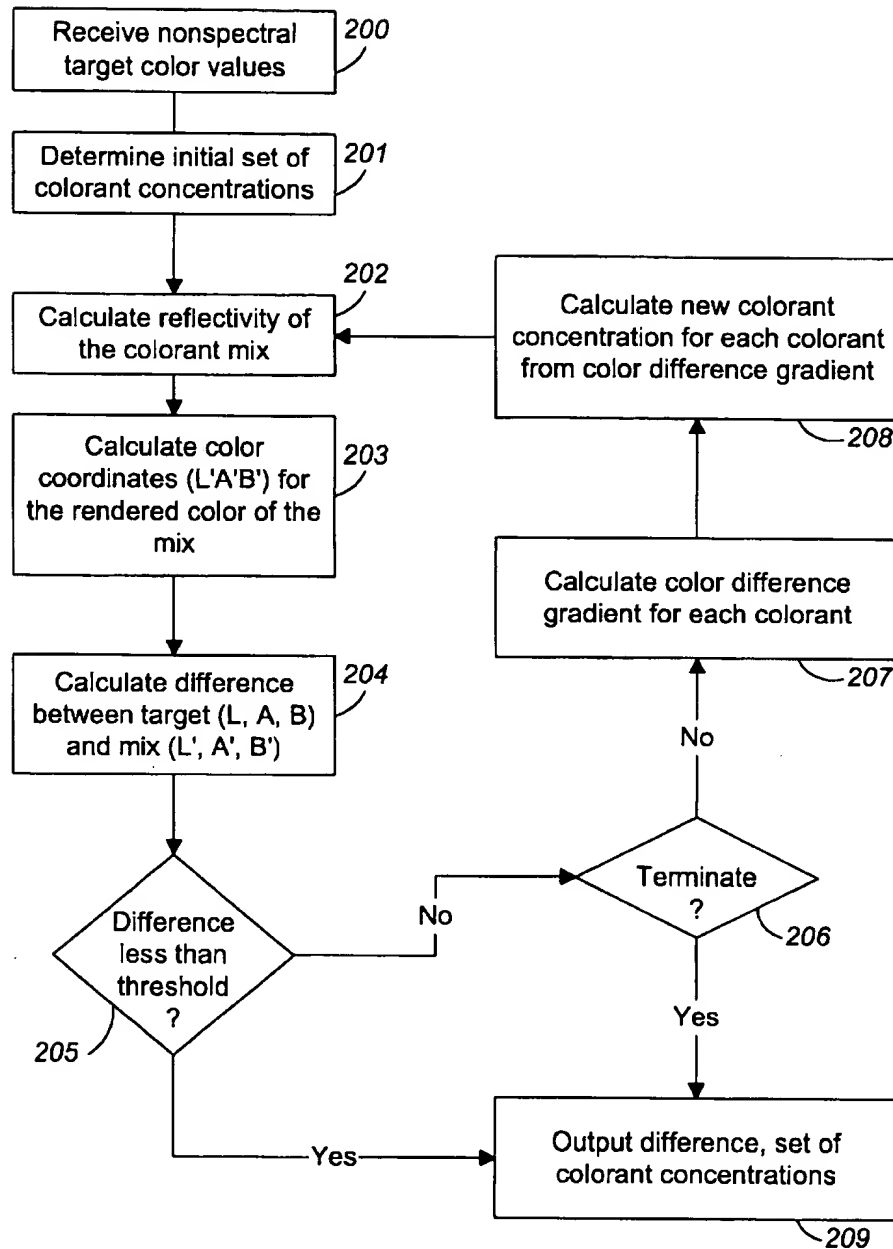 Receive nonspectral
target color values
200
Determine initial set of
colorant concentrations
201
Calculate reflectivity of
the colorant mix
202
Calculate color
coordinates (L'A'B') for
the rendered color of the
mix
203
Calculate difference
between target (L, A, B)
and mix (L', A', B')
204
Difference
less than
threshold
?
205
No
Yes
Terminate
?
206
No
Yes
Calculate color difference
gradient for each colorant
207
Calculate new colorant
concentration for each colorant
from color difference gradient
208
Output difference, set of
colorant concentrations
209